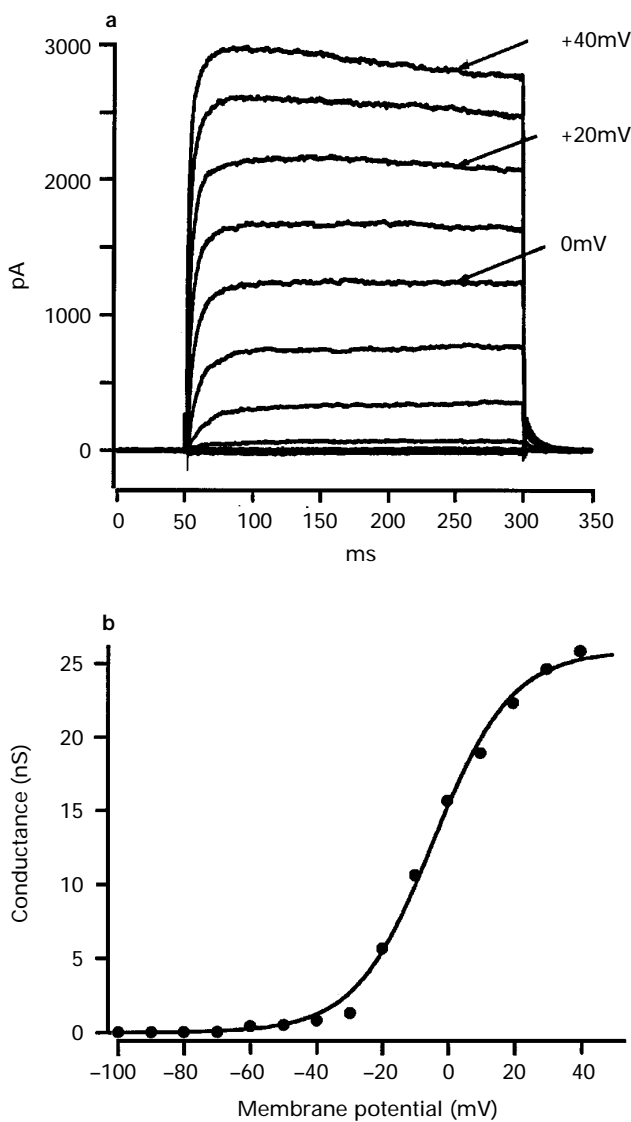 a
3000
2000
1000
0
pA
+40mV
+20mV
0mV
0 50 100 150 200 250 300 350
ms
b
25
20
15
10
5
0
Conductance (nS)
–100 –80 –60 –40 –20 0 20 40
Membrane potential (mV)